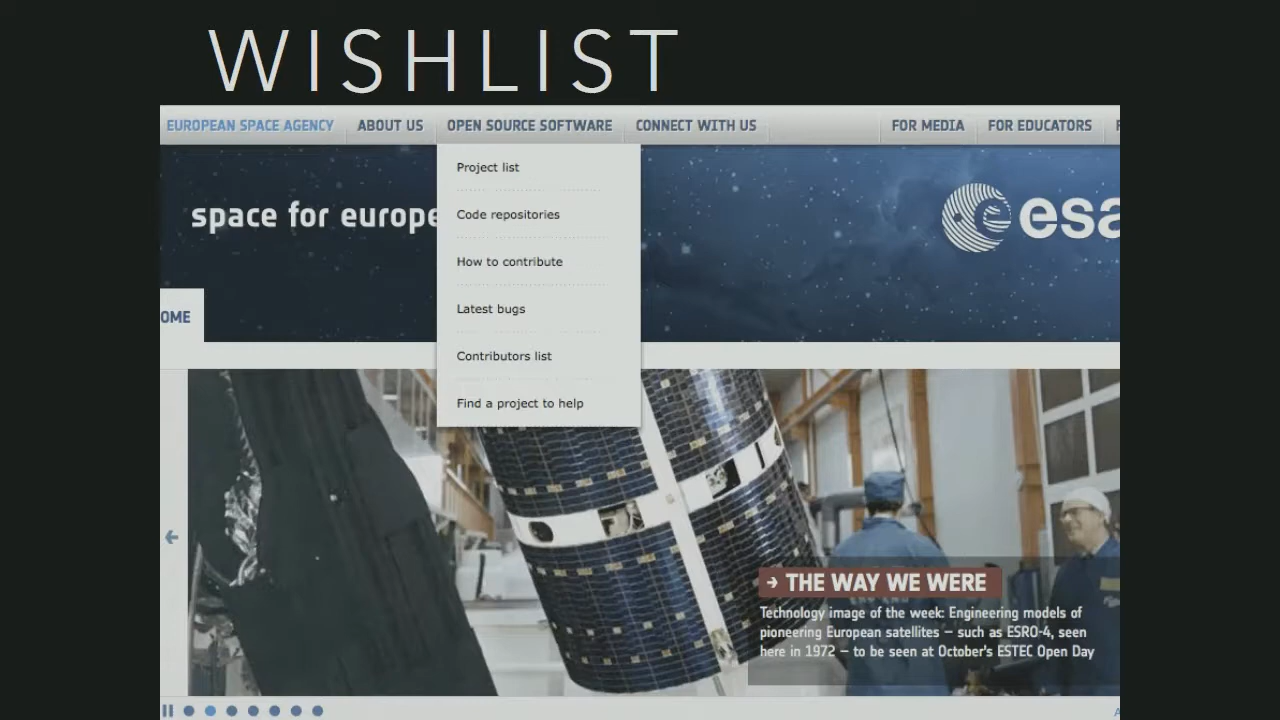 WISHLIST
EUROPEAN SPACE AGENCY ABOUT US OPEN SOURCE SOFTWARE CONNECT WITH US FOR MEDIA FOR EDUCATORS
Project list
Code repositories
How to contribute
Latest bugs
Contributors list
Find a project to help
space for europe
esa
OME
→ THE WAY WE WERE
Technology image of the week: Engineering models of
pioneering European satellites – such as ESRO-4, seen
here in 1972 – to be seen at October's ESTEC Open Day